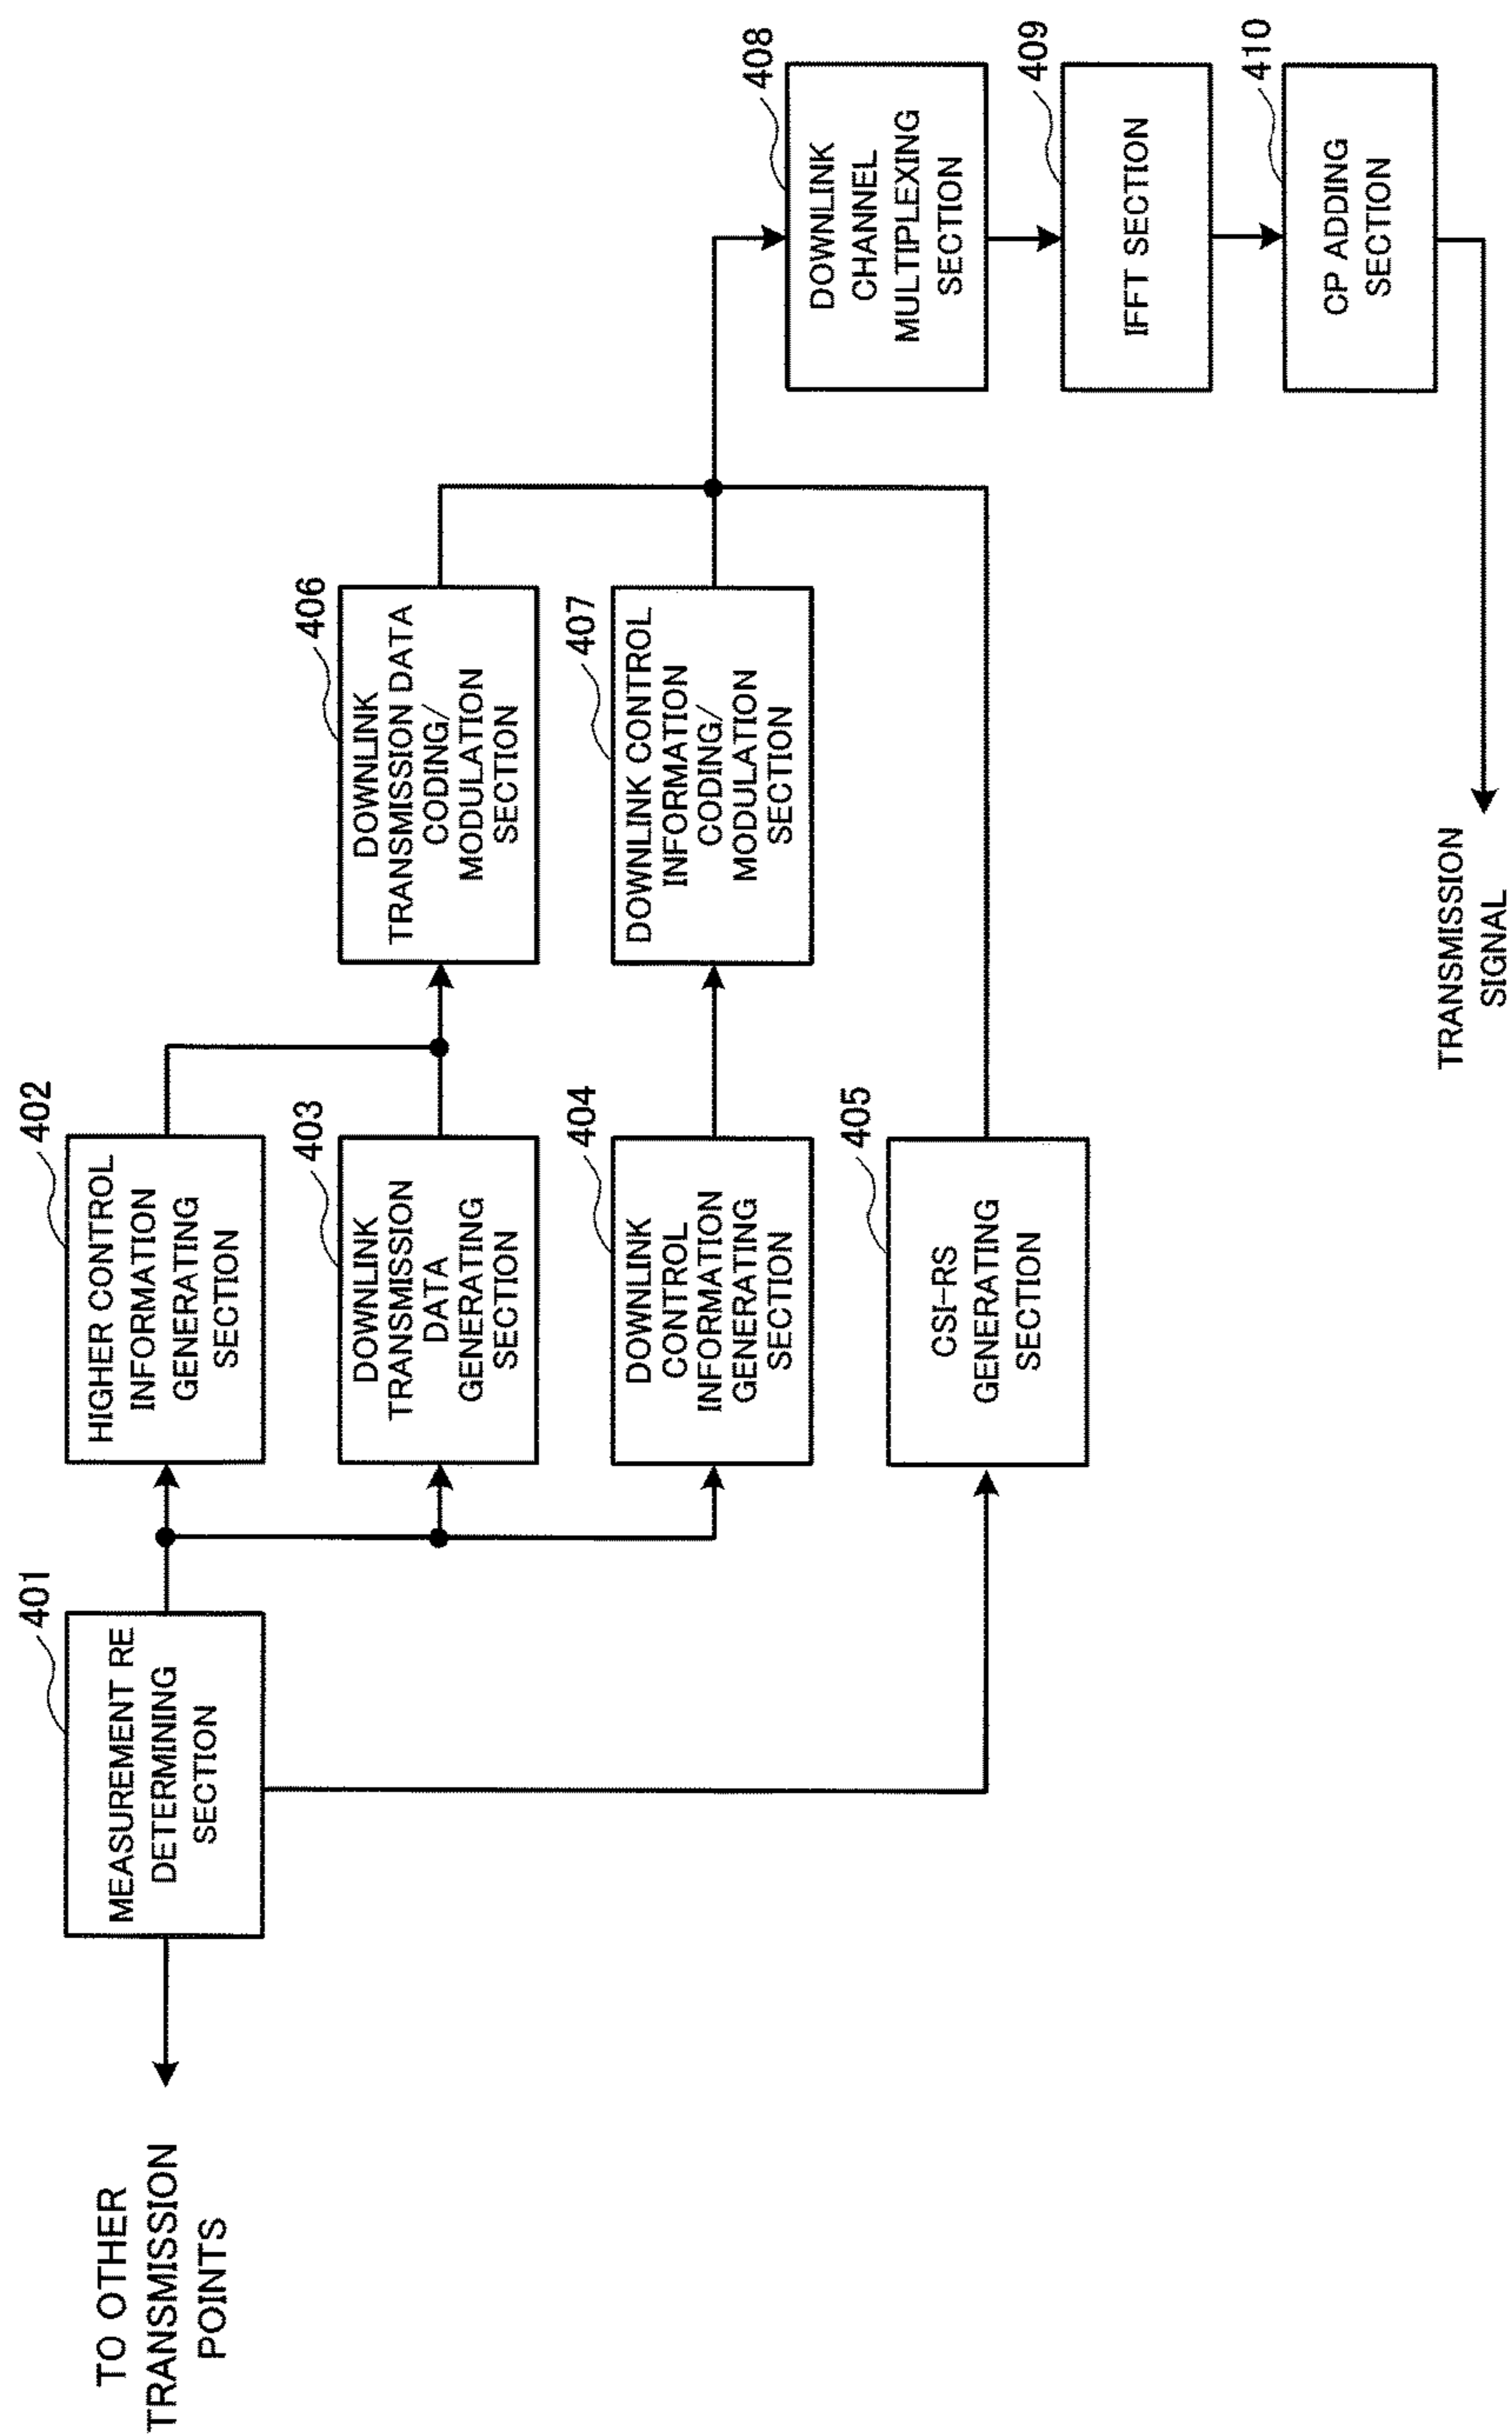 TO OTHER
TRANSMISSION
POINTS
401
MEASUREMENT RE
DETERMINING
SECTION
402
HIGHER CONTROL
INFORMATION
GENERATING
SECTION
403
DOWNLINK
TRANSMISSION
DATA
GENERATING
SECTION
404
DOWNLINK
CONTROL
INFORMATION
GENERATING
SECTION
405
CSI-RS
GENERATING
SECTION
406
DOWNLINK
TRANSMISSION DATA
CODING/
MODULATION
SECTION
407
DOWNLINK CONTROL
INFORMATION
CODING/
MODULATION
SECTION
408
DOWNLINK
CHANNEL
MULTIPLEXING
SECTION
409
IFFT SECTION
410
CP ADDING
SECTION
TRANSMISSION
SIGNAL